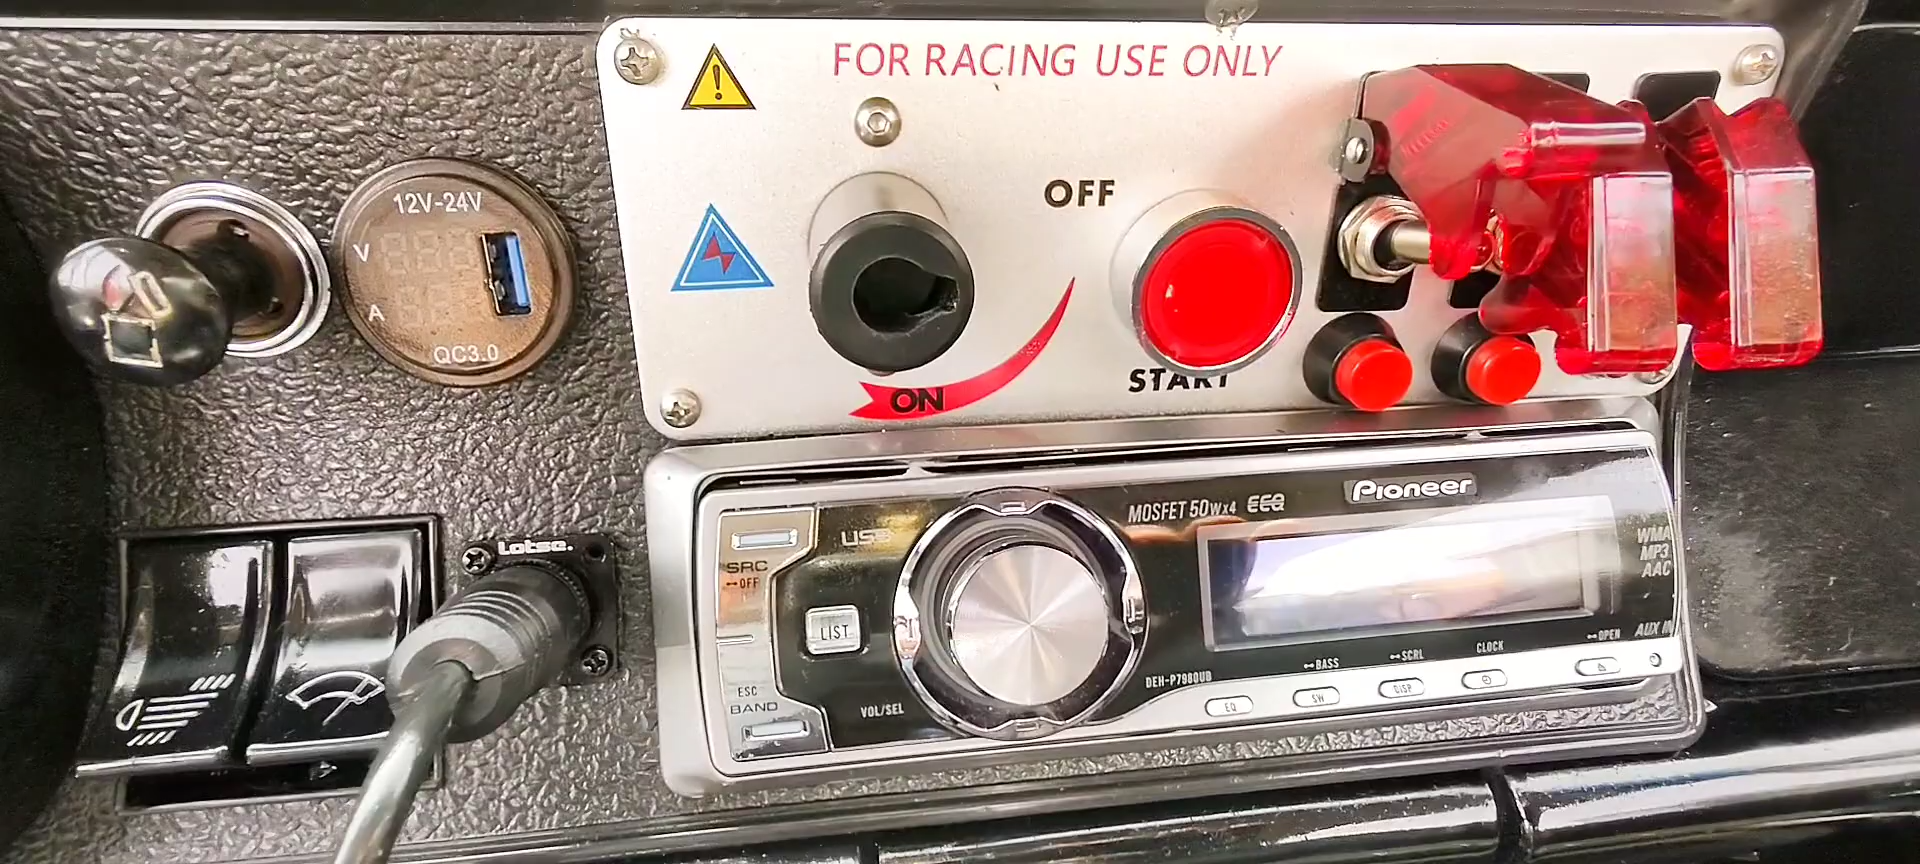 FOR RACING USE ONLY
OFF
ON
START
12V-24V
V
A
QC3.0
Lotse.
Pioneer
MOSFET 50Wx4 EEQ
USB
SRC
OFF
LIST
ESC
BAND
VOL/SEL
DEH-P7980UB
WMA
MP3
AAC
AUX IN
BASS
SCRL
CLOCK
OPEN
EQ
SW
DISP